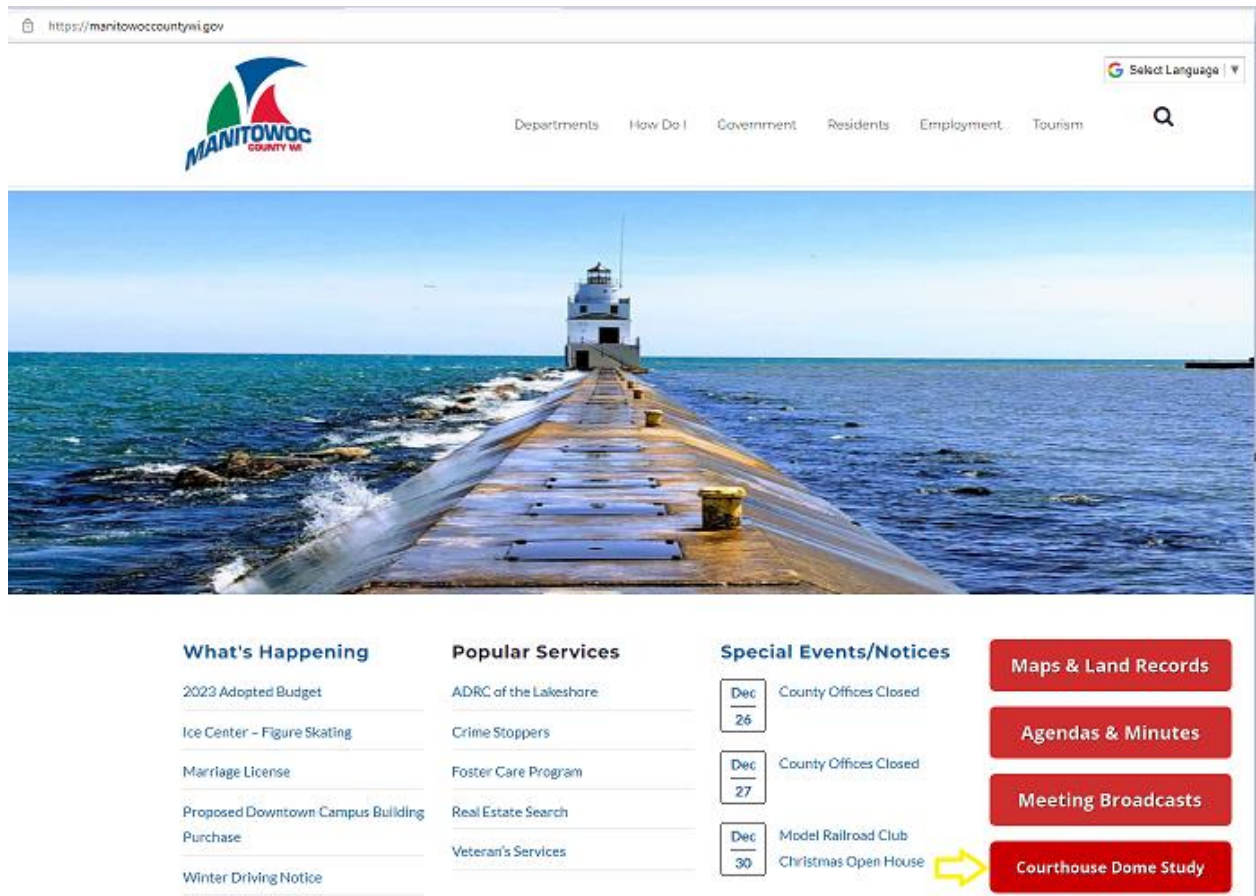 https://manitowoccountywi.gov
Select Language
MANITOWOC
COUNTY WI
Departments How Do I Government Residents Employment Tourism
What's Happening
2023 Adopted Budget
Ice Center – Figure Skating
Marriage License
Proposed Downtown Campus Building
Purchase
Winter Driving Notice
Popular Services
ADRC of the Lakeshore
Crime Stoppers
Foster Care Program
Real Estate Search
Veteran's Services
Special Events/Notices
Dec
26
County Offices Closed
Dec
27
County Offices Closed
Dec
30
Model Railroad Club
Christmas Open House
Maps & Land Records
Agendas & Minutes
Meeting Broadcasts
Courthouse Dome Study